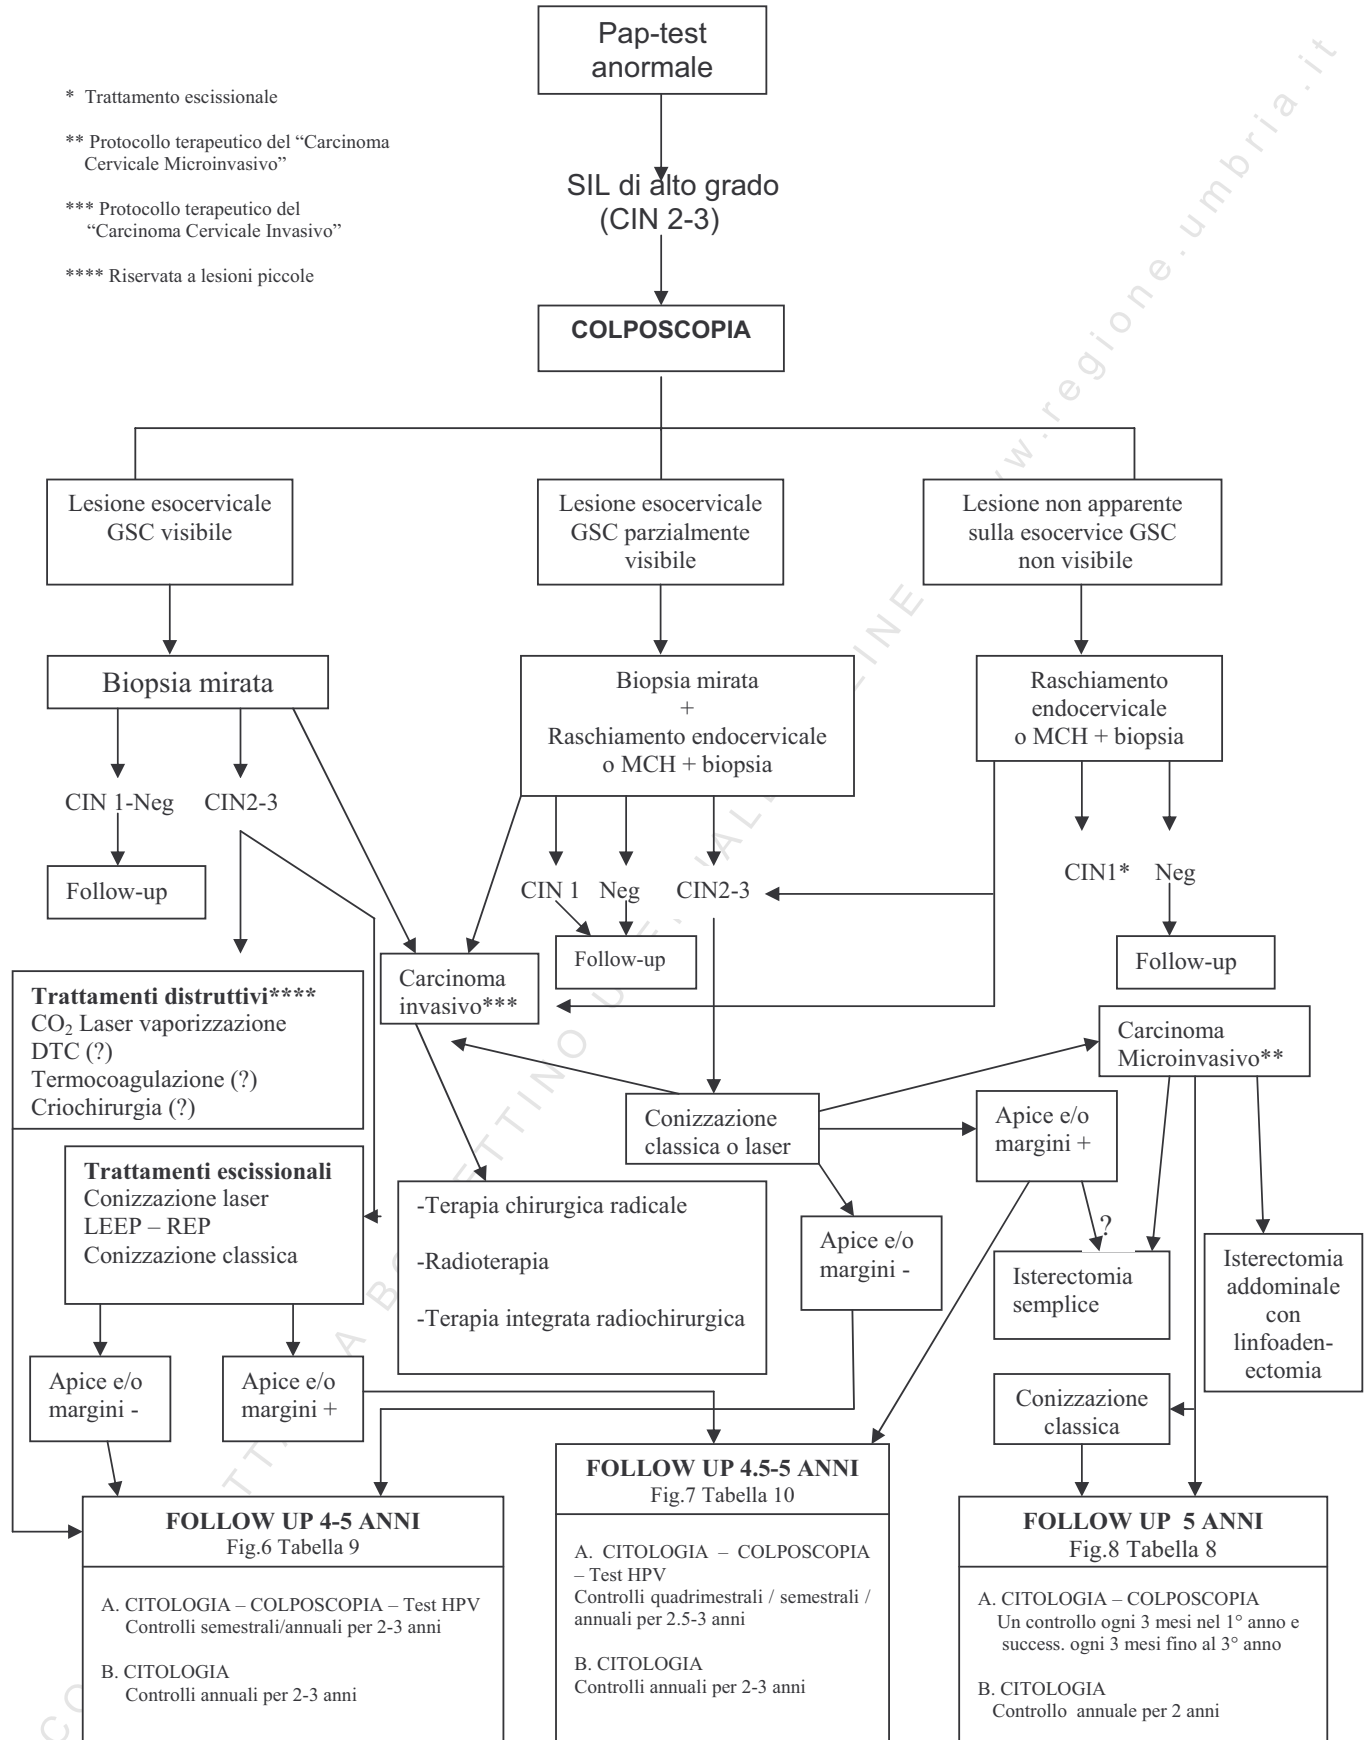 Pap-test
anormale
* Trattamento escissionale
** Protocollo terapeutico del “Carcinoma
Cervicale Microinvasivo”
*** Protocollo terapeutico del
“Carcinoma Cervicale Invasivo”
**** Riservata a lesioni piccole
SIL di alto grado
(CIN 2-3)
COLPOSCOPIA
Lesione esocervicale
GSC visibile
Lesione esocervicale
GSC parzialmente
visibile
Lesione non apparente
sulla esocervice GSC
non visibile
Biopsia mirata
Biopsia mirata
+
Raschiamento endocervicale
o MCH + biopsia
Raschiamento
endocervicale
o MCH + biopsia
CIN 1-Neg
CIN2-3
CIN 1
Neg
CIN2-3
CIN1*
Neg
Follow-up
Follow-up
Follow-up
Carcinoma
invasivo***
Trattamenti distruttivi****
CO₂ Laser vaporizzazione
DTC (?)
Termocoagulazione (?)
Criochirurgia (?)
Carcinoma
Microinvasivo**
Conizzazione
classica o laser
Apice e/o
margini +
Trattamenti escissionali
Conizzazione laser
LEEP – REP
Conizzazione classica
-Terapia chirurgica radicale
-Radioterapia
-Terapia integrata radiochirurgica
Apice e/o
margini -
?
Isterectomia
semplice
Isterectomia
addominale
con
linfoaden-
ectomia
Apice e/o
margini -
Apice e/o
margini +
Conizzazione
classica
FOLLOW UP 4-5 ANNI
Fig.6 Tabella 9
A. CITOLOGIA – COLPOSCOPIA – Test HPV
Controlli semestrali/annuali per 2-3 anni
B. CITOLOGIA
Controlli annuali per 2-3 anni
FOLLOW UP 4.5-5 ANNI
Fig.7 Tabella 10
A. CITOLOGIA – COLPOSCOPIA
– Test HPV
Controlli quadrimestrali / semestrali /
annuali per 2.5-3 anni
B. CITOLOGIA
Controlli annuali per 2-3 anni
FOLLOW UP 5 ANNI
Fig.8 Tabella 8
A. CITOLOGIA – COLPOSCOPIA
Un controllo ogni 3 mesi nel 1° anno e
success. ogni 3 mesi fino al 3° anno
B. CITOLOGIA
Controllo annuale per 2 anni
.regione.umbria.it